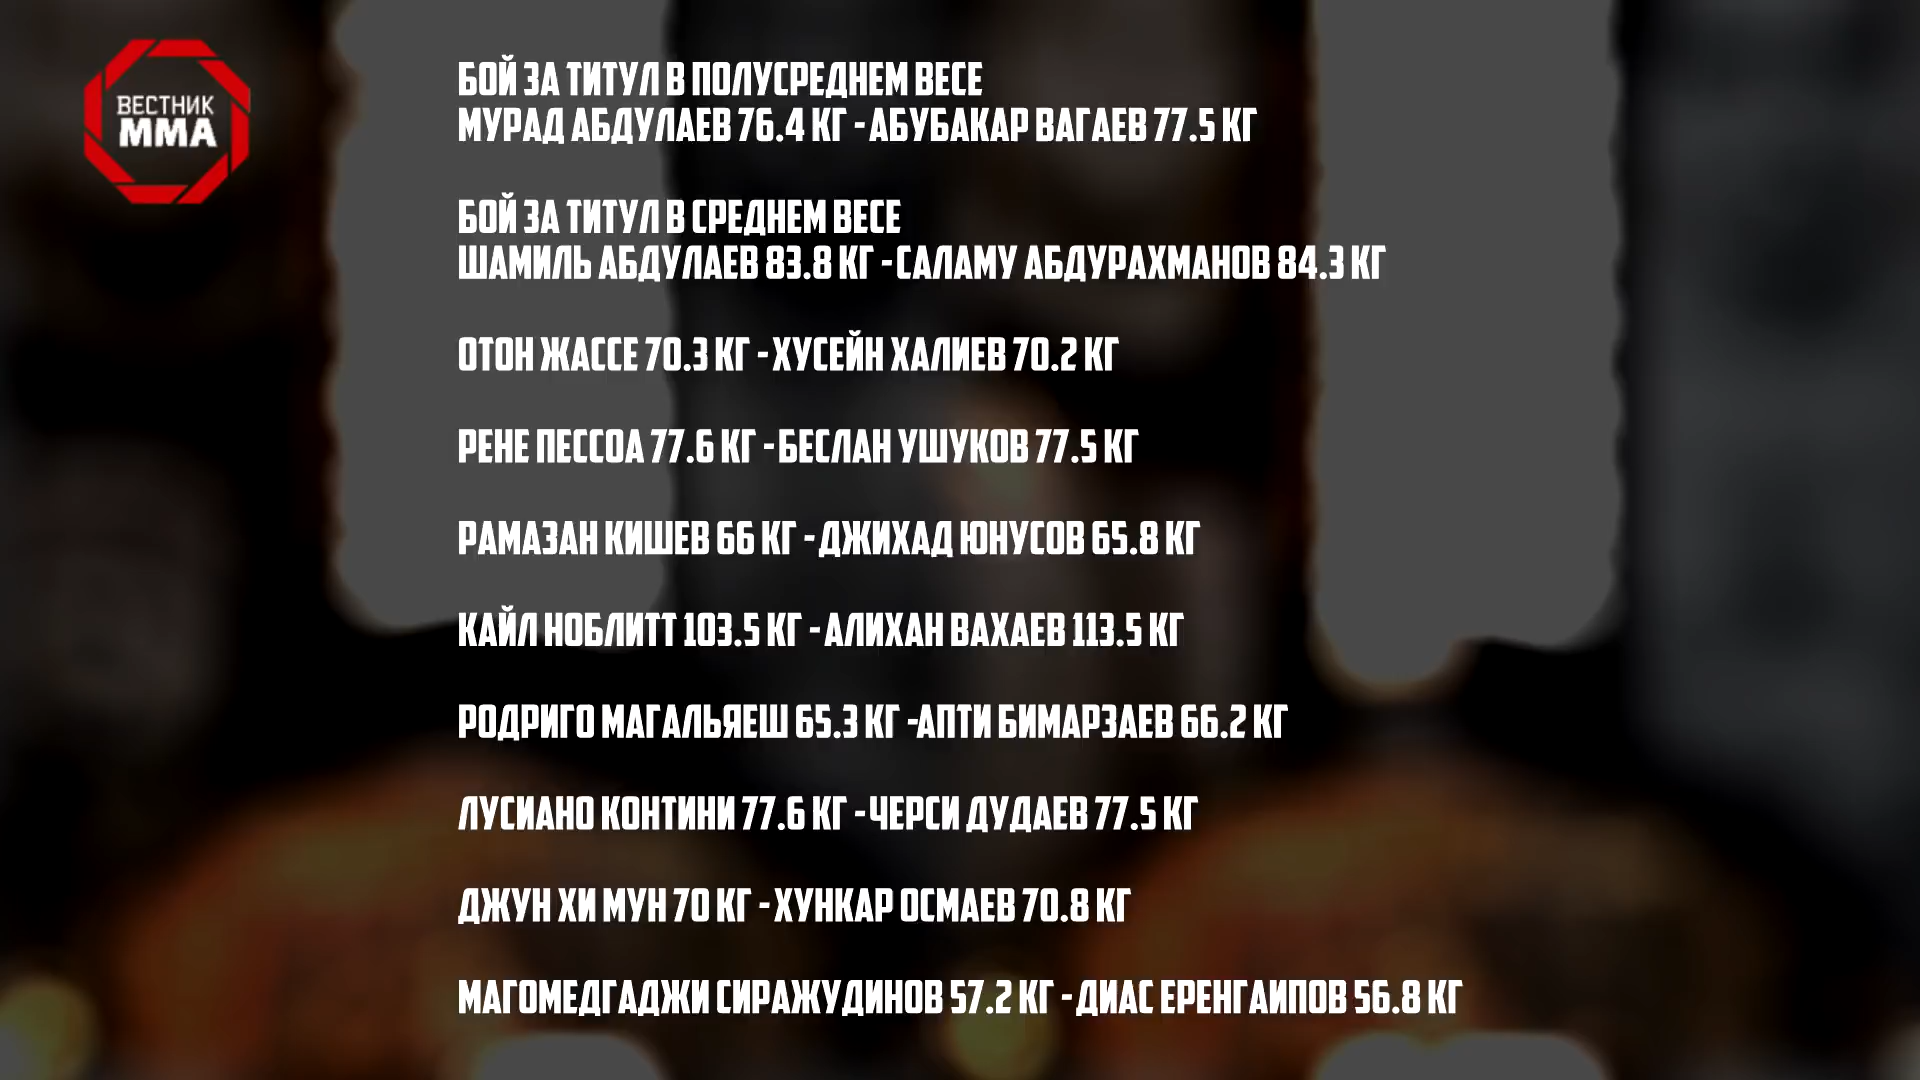 ВЕСТНИК
ММА
БОЙ ЗА ТИТУЛ В ПОЛУСРЕДНЕМ ВЕСЕ
МУРАД АБДУЛАЕВ 76.4 КГ - АБУБАКАР ВАГАЕВ 77.5 КГ
БОЙ ЗА ТИТУЛ В СРЕДНЕМ ВЕСЕ
ШАМИЛЬ АБДУЛАЕВ 83.8 КГ - САЛАМУ АБДУРАХМАНОВ 84.3 КГ
ОТОН ЖАССЕ 70.3 КГ - ХУСЕЙН ХАЛИЕВ 70.2 КГ
РЕНЕ ПЕССОА 77.6 КГ - БЕСЛАН УШУКОВ 77.5 КГ
РАМАЗАН КИШЕВ 66 КГ - ДЖИХАД ЮНУСОВ 65.8 КГ
КАЙЛ НОБЛИТТ 103.5 КГ - АЛИХАН ВАХАЕВ 113.5 КГ
РОДРИГО МАГАЛЬЯЕШ 65.3 КГ -АПТИ БИМАРЗАЕВ 66.2 КГ
ЛУСИАНО КОНТИНИ 77.6 КГ - ЧЕРСИ ДУДАЕВ 77.5 КГ
ДЖУН ХИ МУН 70 КГ - ХУНКАР ОСМАЕВ 70.8 КГ
МАГОМЕДГАДЖИ СИРАЖУДИНОВ 57.2 КГ - ДИАС ЕРЕНГАИПОВ 56.8 КГ